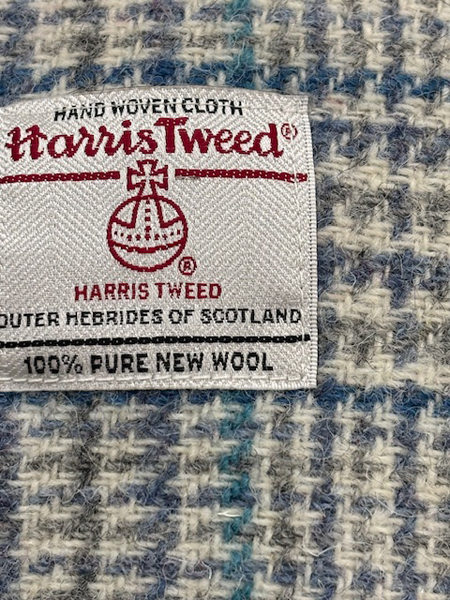 HAND WOVEN CLOTH
Harris Tweed®
®
HARRIS TWEED
OUTER HEBRIDES OF SCOTLAND
100% PURE NEW WOOL